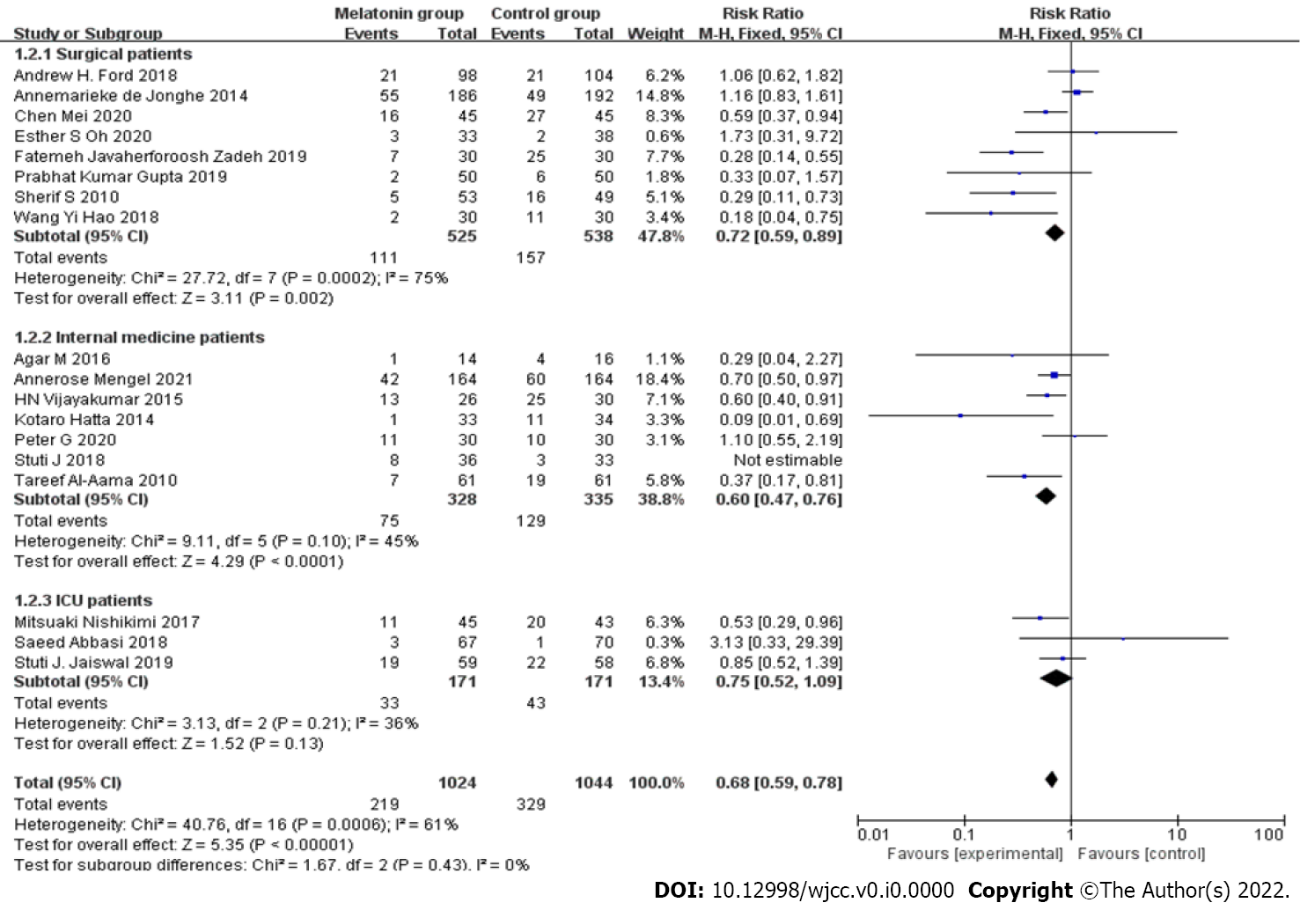 Melatonin group Control group Risk Ratio Risk Ratio
Study or Subgroup Events Total Events Total Weight M-H, Fixed, 95% CI M-H, Fixed, 95% CI
1.2.1 Surgical patients
Andrew H. Ford 2018 21 98 21 104 6.2% 1.06 [0.62, 1.82]
Annemarieke de Jonghe 2014 55 186 49 192 14.8% 1.16 [0.83, 1.61]
Chen Mei 2020 16 45 27 45 8.3% 0.59 [0.37, 0.94]
Esther S Oh 2020 3 33 2 38 0.6% 1.73 [0.31, 9.72]
Fatemeh Javaherforoosh Zadeh 2019 7 30 25 30 7.7% 0.28 [0.14, 0.55]
Prabhat Kumar Gupta 2019 2 50 6 50 1.8% 0.33 [0.07, 1.57]
Sherif S 2010 5 53 16 49 5.1% 0.29 [0.11, 0.73]
Wang Yi Hao 2018 2 30 11 30 3.4% 0.18 [0.04, 0.75]
Subtotal (95% CI) 525 538 47.8% 0.72 [0.59, 0.89]
Total events 111 157
Heterogeneity: Chi² = 27.72, df = 7 (P = 0.0002); I² = 75%
Test for overall effect: Z = 3.11 (P = 0.002)
1.2.2 Internal medicine patients
Agar M 2016 1 14 4 16 1.1% 0.29 [0.04, 2.27]
Annerose Mengel 2021 42 164 60 164 18.4% 0.70 [0.50, 0.97]
HN Vijayakumar 2015 13 26 25 30 7.1% 0.60 [0.40, 0.91]
Kotaro Hatta 2014 1 33 11 34 3.3% 0.09 [0.01, 0.69]
Peter G 2020 11 30 10 30 3.1% 1.10 [0.55, 2.19]
Stuti J 2018 8 36 3 33 Not estimable
Tareef Al-Aama 2010 7 61 19 61 5.8% 0.37 [0.17, 0.81]
Subtotal (95% CI) 328 335 38.8% 0.60 [0.47, 0.76]
Total events 75 129
Heterogeneity: Chi² = 9.11, df = 5 (P = 0.10); I² = 45%
Test for overall effect: Z = 4.29 (P < 0.0001)
1.2.3 ICU patients
Mitsuaki Nishikimi 2017 11 45 20 43 6.3% 0.53 [0.29, 0.96]
Saeed Abbasi 2018 3 67 1 70 0.3% 3.13 [0.33, 29.39]
Stuti J. Jaiswal 2019 19 59 22 58 6.8% 0.85 [0.52, 1.39]
Subtotal (95% CI) 171 171 13.4% 0.75 [0.52, 1.09]
Total events 33 43
Heterogeneity: Chi² = 3.13, df = 2 (P = 0.21); I² = 36%
Test for overall effect: Z = 1.52 (P = 0.13)
Total (95% CI) 1024 1044 100.0% 0.68 [0.59, 0.78]
Total events 219 329
Heterogeneity: Chi² = 40.76, df = 16 (P = 0.0006); I² = 61%
Test for overall effect: Z = 5.35 (P < 0.00001)
Test for subgroup differences: Chi² = 1.67, df = 2 (P = 0.43), I² = 0%
0.01 0.1 1 10 100
Favours [experimental] Favours [control]
DOI: 10.12998/wjcc.v0.i0.0000 Copyright ©The Author(s) 2022.